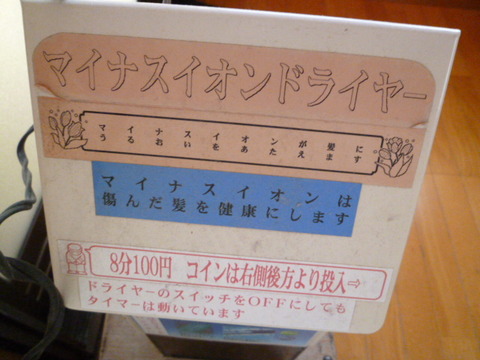 マイナスイオンドライヤー
マイナスイオンが髪に
うるおいをあたえます
マイナスイオンは
傷んだ髪を健康にします
8分100円 コインは右側後方より投入⇨
ドライヤーのスイッチをOFFにしても
タイマーは動いています